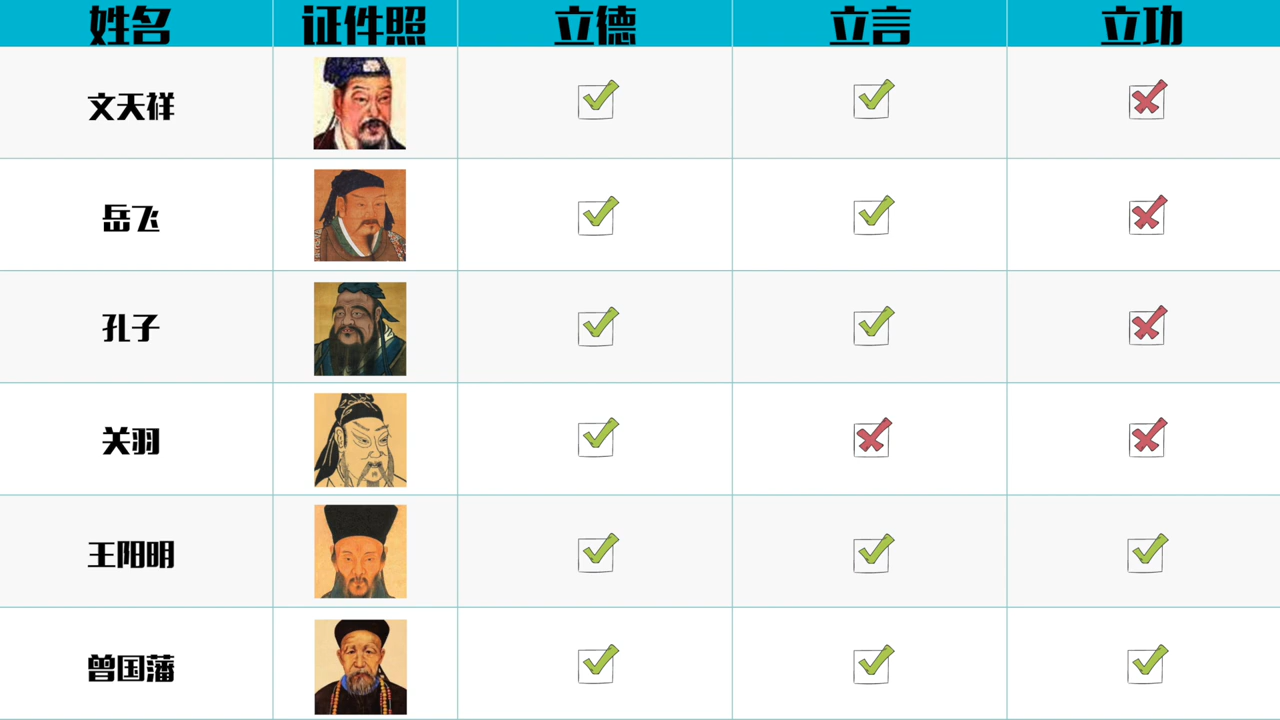 姓名 证件照 立德 立言 立功
文天祥
岳飞
孔子
关羽
王阳明
曾国藩